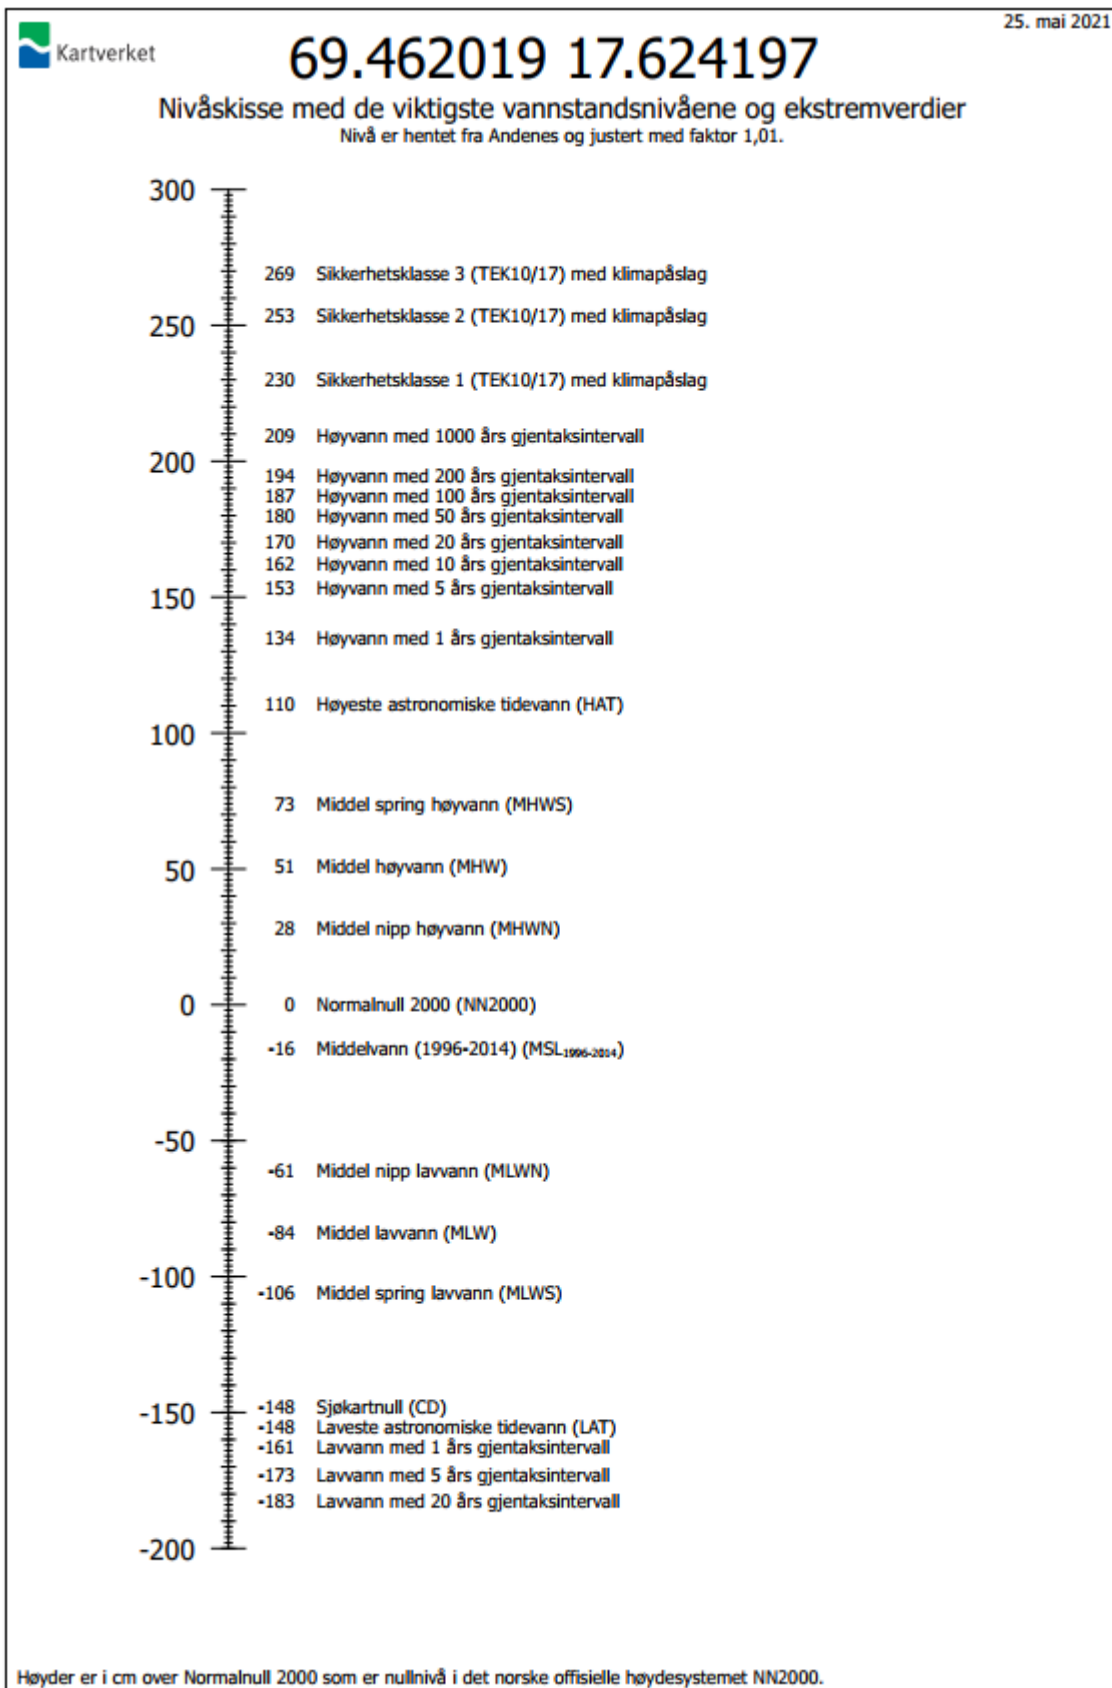 25. mai 2021
Kartverket
69.462019 17.624197
Nivåskisse med de viktigste vannstandsnivåene og ekstremverdier
Nivå er hentet fra Andenes og justert med faktor 1,01.
300
269 Sikkerhetsklasse 3 (TEK10/17) med klimapåslag
253 Sikkerhetsklasse 2 (TEK10/17) med klimapåslag
250
230 Sikkerhetsklasse 1 (TEK10/17) med klimapåslag
209 Høyvann med 1000 års gjentaksintervall
200
194 Høyvann med 200 års gjentaksintervall
187 Høyvann med 100 års gjentaksintervall
180 Høyvann med 50 års gjentaksintervall
170 Høyvann med 20 års gjentaksintervall
162 Høyvann med 10 års gjentaksintervall
153 Høyvann med 5 års gjentaksintervall
150
134 Høyvann med 1 års gjentaksintervall
110 Høyeste astronomiske tidevann (HAT)
100
73 Middel spring høyvann (MHWS)
51 Middel høyvann (MHW)
50
28 Middel nipp høyvann (MHWN)
0
0 Normalnull 2000 (NN2000)
-16 Middelvann (1996-2014) (MSL1996-2014)
-50
-61 Middel nipp lavvann (MLWN)
-84 Middel lavvann (MLW)
-100
-106 Middel spring lavvann (MLWS)
-148 Sjøkartnull (CD)
-150
-148 Laveste astronomiske tidevann (LAT)
-161 Lavvann med 1 års gjentaksintervall
-173 Lavvann med 5 års gjentaksintervall
-183 Lavvann med 20 års gjentaksintervall
-200
Høyder er i cm over Normalnull 2000 som er nullnivå i det norske offisielle høydesystemet NN2000.